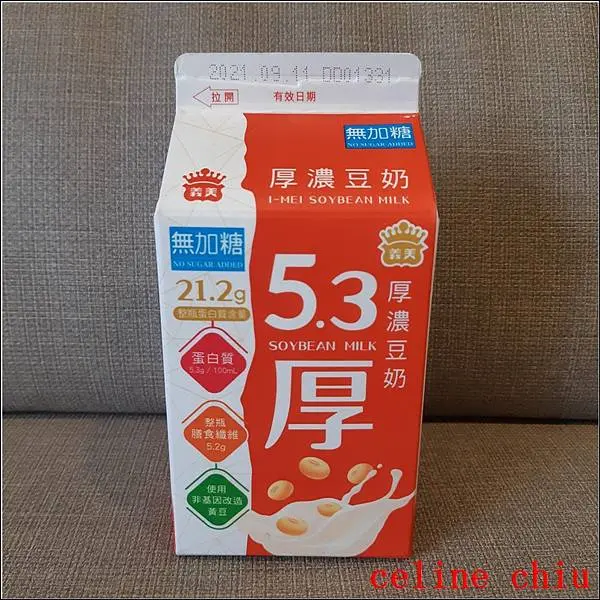 2021.09.11 DD01331
拉開
有效日期
無加糖
NO SUGAR ADDED
厚濃豆奶
I-MEI SOYBEAN MILK
義美
義美
無加糖
NO SUGAR ADDED
21.2g
整瓶蛋白質含量
5.3
SOYBEAN MILK
厚
厚濃豆奶
蛋白質
5.3g / 100mL
整瓶
膳食纖維
5.2g
使用
非基因改造
黃豆
celine chiu